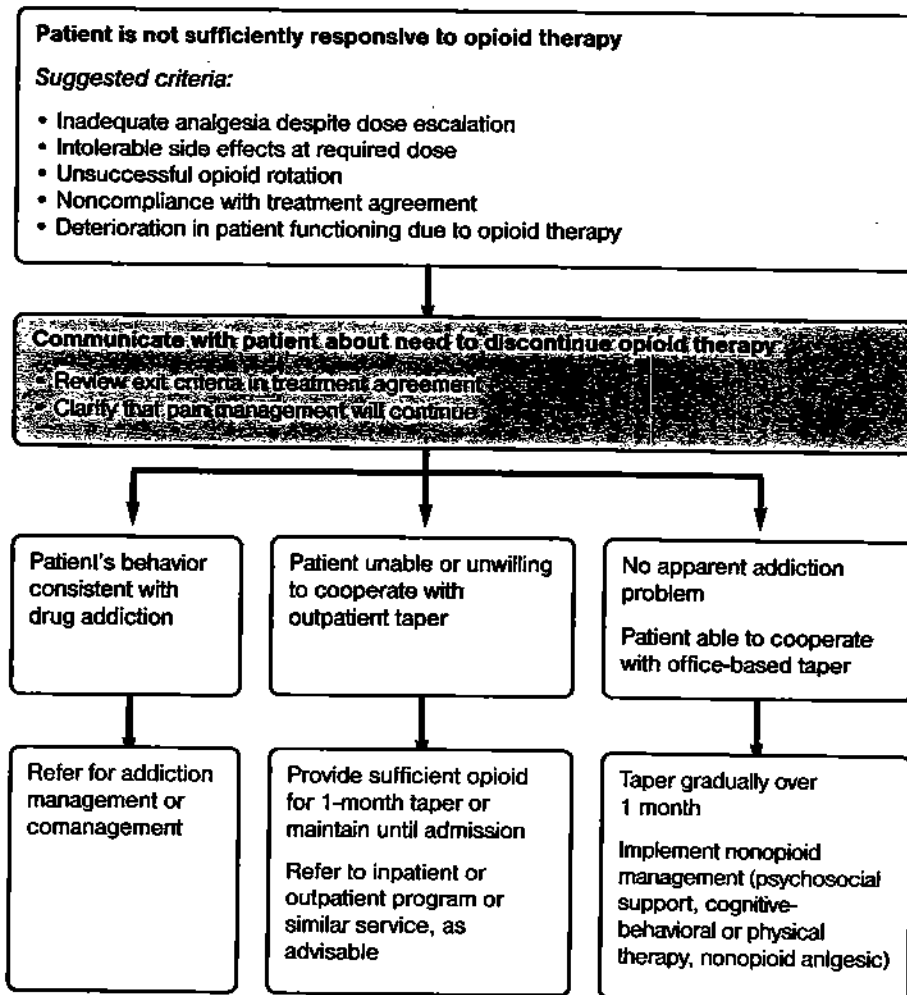 Patient is not sufficiently responsive to opioid therapy
Suggested criteria:
• Inadequate analgesia despite dose escalation
• Intolerable side effects at required dose
• Unsuccessful opioid rotation
• Noncompliance with treatment agreement
• Deterioration in patient functioning due to opioid therapy
Communicate with patient about need to discontinue opioid therapy
• Review exit criteria in treatment agreement
• Clarify that pain management will continue
Patient's behavior
consistent with
drug addiction
Patient unable or unwilling
to cooperate with
outpatient taper
No apparent addiction
problem
Patient able to cooperate
with office-based taper
Refer for addiction
management or
comanagement
Provide sufficient opioid
for 1-month taper or
maintain until admission
Refer to inpatient or
outpatient program or
similar service, as
advisable
Taper gradually over
1 month
Implement nonopioid
management (psychosocial
support, cognitive-
behavioral or physical
therapy, nonopioid anlgesic)